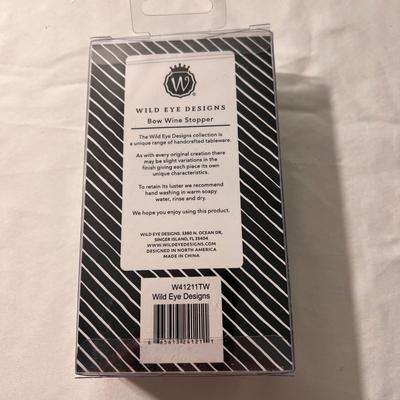 W
WILD EYE DESIGNS
Bow Wine Stopper
The Wild Eye Designs collection is
a unique range of handcrafted tableware.
As with every original creation there
may be slight variations in the
finish giving each piece its own
unique characteristics.
To retain its luster we recommend
hand washing in warm soapy
water, rinse and dry.
We hope you enjoy using this product.
WILD EYE DESIGNS. 5380 N. OCEAN DR,
SINGER ISLAND, FL 33404
WWW.WILDEYEDESIGNS.COM
DESIGNED IN NORTH AMERICA
MADE IN CHINA
W41211TW
Wild Eye Designs